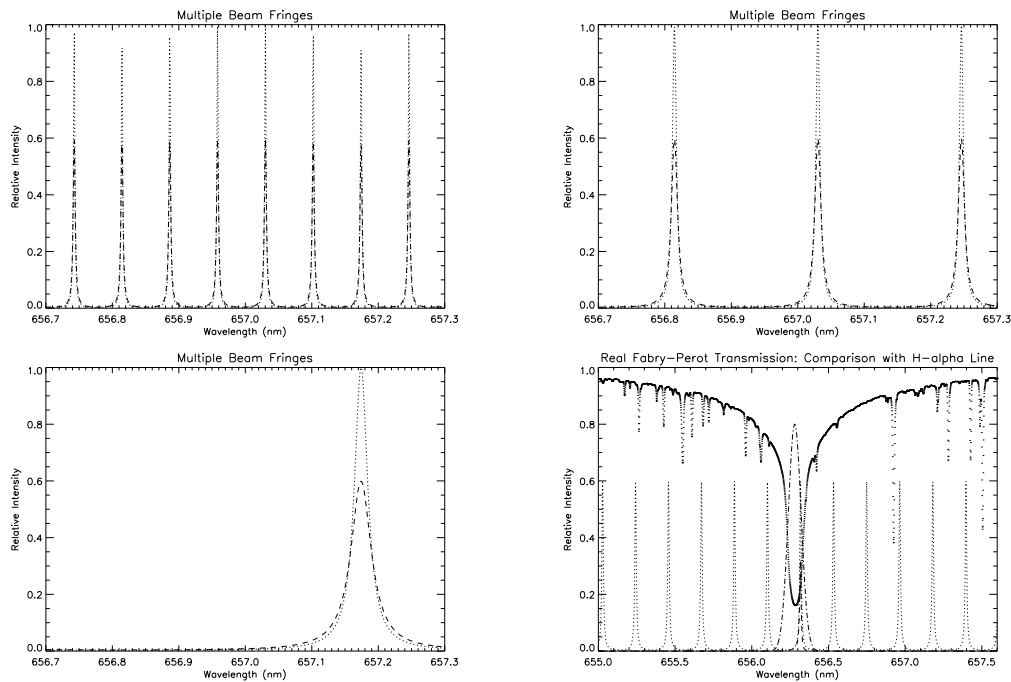 Multiple Beam Fringes
1.0
0.8
0.6
0.4
0.2
0.0
Relative Intensity
656.7 656.8 656.9 657.0 657.1 657.2 657.3
Wavelength (nm)
Multiple Beam Fringes
1.0
0.8
0.6
0.4
0.2
0.0
Relative Intensity
656.7 656.8 656.9 657.0 657.1 657.2 657.3
Wavelength (nm)
Multiple Beam Fringes
1.0
0.8
0.6
0.4
0.2
0.0
Relative Intensity
656.7 656.8 656.9 657.0 657.1 657.2 657.3
Wavelength (nm)
Real Fabry-Perot Transmission: Comparison with H-alpha Line
1.0
0.8
0.6
0.4
0.2
0.0
Relative Intensity
655.0 655.5 656.0 656.5 657.0 657.5
Wavelength (nm)